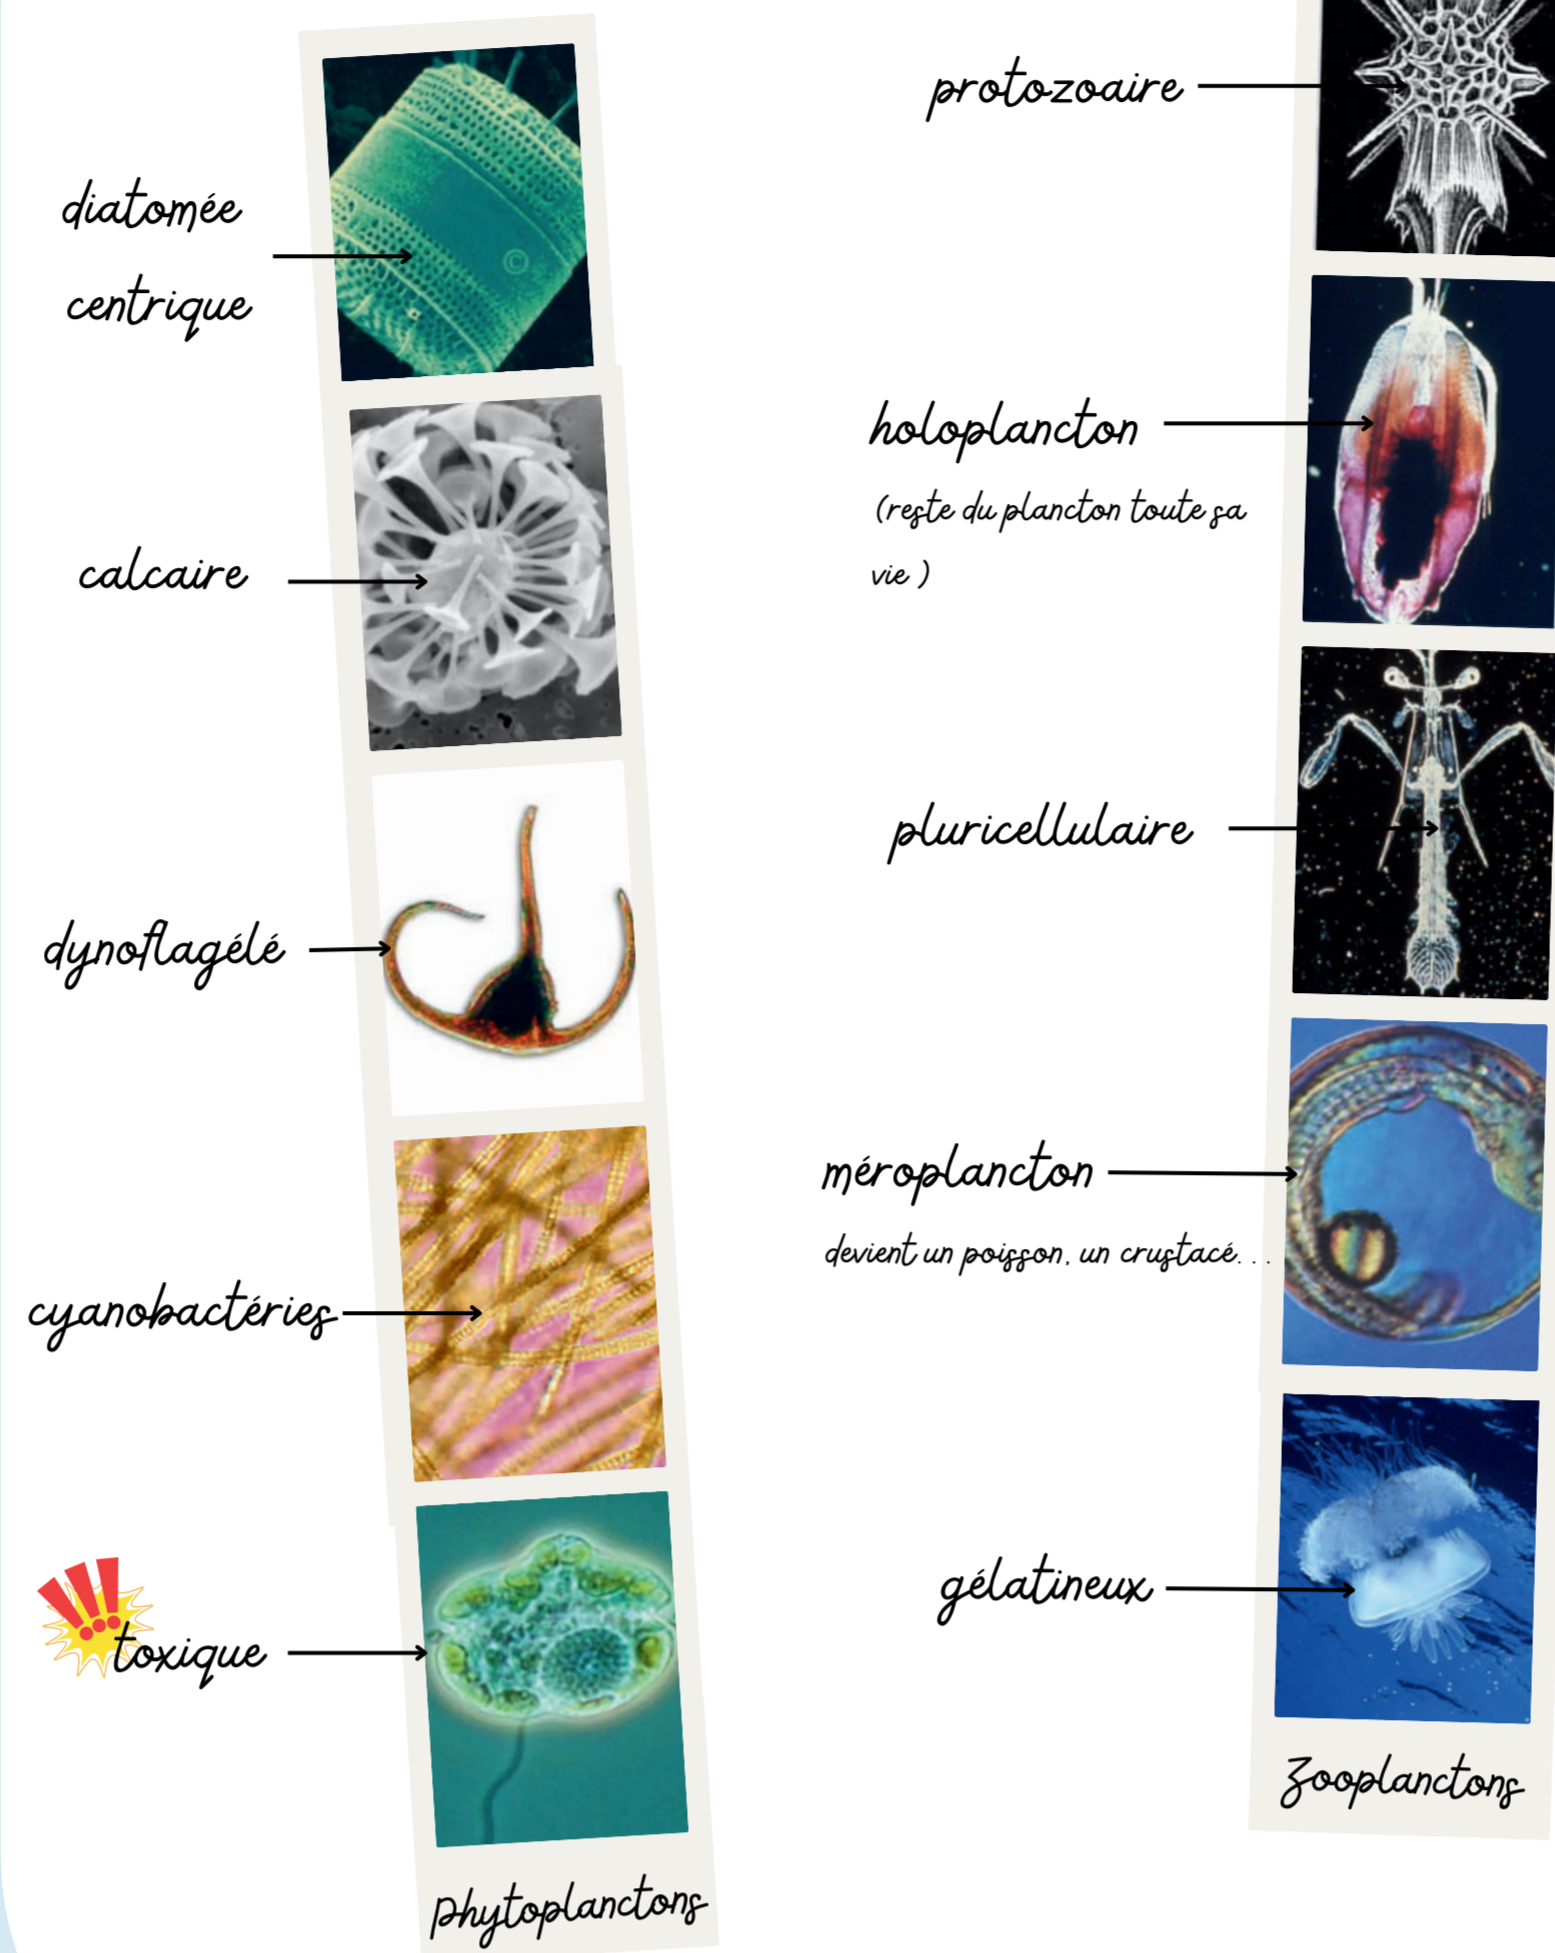 diatomée
centrique
©
calcaire
dynoflagélé
cyanobactéries
toxique
phytoplanctons
protozoaire
holoplancton
(reste du plancton toute sa
vie )
pluricellulaire
méroplancton
devient un poisson, un crustacé...
gélatineux
zooplanctons